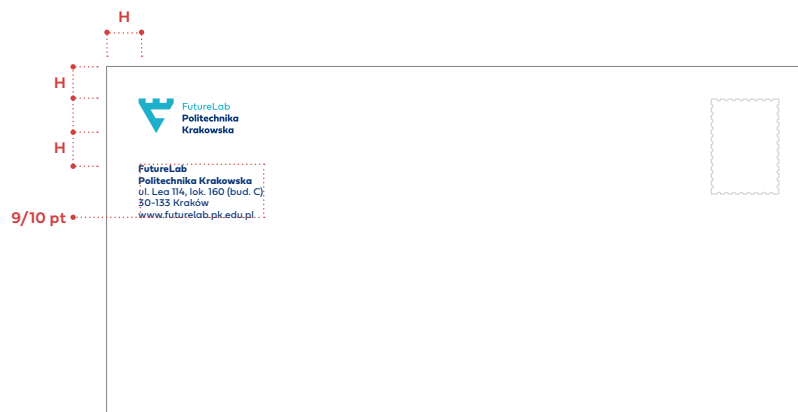 H
H
FutureLab
Politechnika
Krakowska
H
FutureLab
Politechnika Krakowska
ul. Lea 114, lok. 160 (bud. C)
30-133 Kraków
www.futurelab.pk.edu.pl
9/10 pt